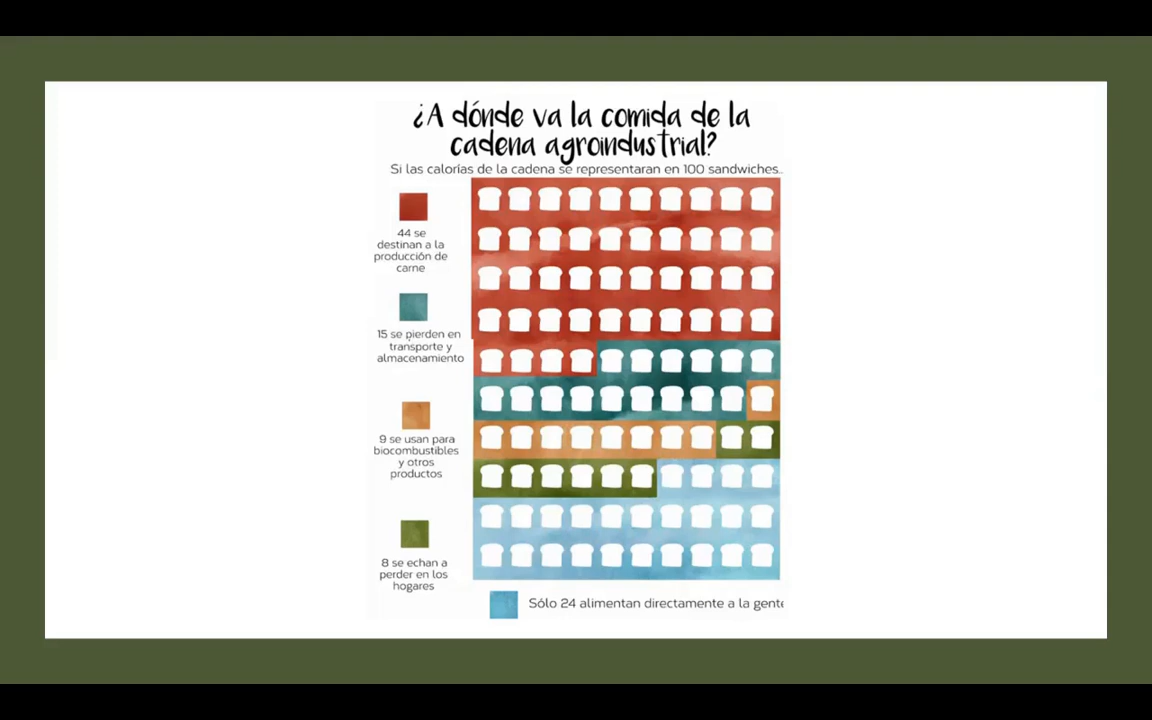 ¿A dónde va la comida de la
cadena agroindustrial?
Si las calorías de la cadena se representaran en 100 sandwiches..
44 se
destinan a la
producción de
carne
15 se pierden en
transporte y
almacenamiento
9 se usan para
biocombustibles
y otros
productos
8 se echan a
perder en los
hogares
Sólo 24 alimentan directamente a la gente